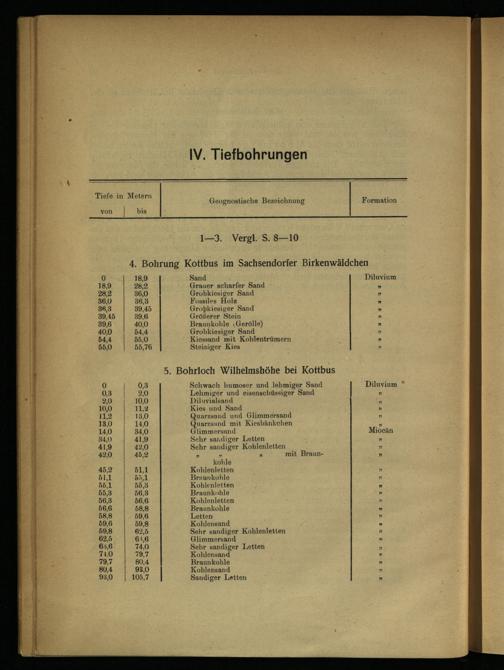 IV. Tiefbohrungen
Tiefe in Metern Geognostische Bezeichnung Formation
von bis
1—3. Vergl. S. 8—10
4. Bohrung Kottbus im Sachsendorfer Birkenwäldchen
0 18,9 Sand Diluvium
18,9 28,2 Grauer scharfer Sand "
28,2 36,0 Grobkiesiger Sand "
36,0 36,3 Fossiles Holz "
36,3 39,45 Grobkiesiger Sand "
39,45 39,6 Größerer Stein "
39,6 40,0 Braunkohle (Gerölle) "
40,0 54,4 Grobkiesiger Sand "
54,4 55,0 Kiessand mit Kohlentrümern "
55,0 55,76 Steiniger Kies "
5. Bohrloch Wilhelmshöhe bei Kottbus
0 0,3 Schwach humoser und lehmiger Sand Diluvium
0,3 2,0 Lehmiger und eisenschüssiger Sand "
2,0 10,0 Diluvialsand "
10,0 11,2 Kies und Sand "
11,2 13,0 Quarzsand und Glimmersand "
13,0 14,0 Quarzsand mit Kiesbänkchen "
14,0 34,0 Glimmersand Miocän
34,0 41,9 Sehr sandiger Letten "
41,9 42,0 Sehr sandiger Kohlenletten "
42,0 45,2 " " " mit Braun- "
kohle
45,2 51,1 Kohlenletten "
51,1 55,1 Braunkohle "
55,1 55,3 Kohlenletten "
55,3 56,3 Braunkohle "
56,3 56,6 Kohlenletten "
56,6 58,8 Braunkohle "
58,8 59,6 Letten "
59,6 59,8 Kohlensand "
59,8 62,5 Sehr sandiger Kohlenletten "
62,5 64,6 Glimmersand "
64,6 74,0 Sehr sandiger Letten "
74,0 79,7 Kohlensand "
79,7 80,4 Braunkohle "
80,4 93,0 Kohlensand "
93,0 105,7 Sandiger Letten "